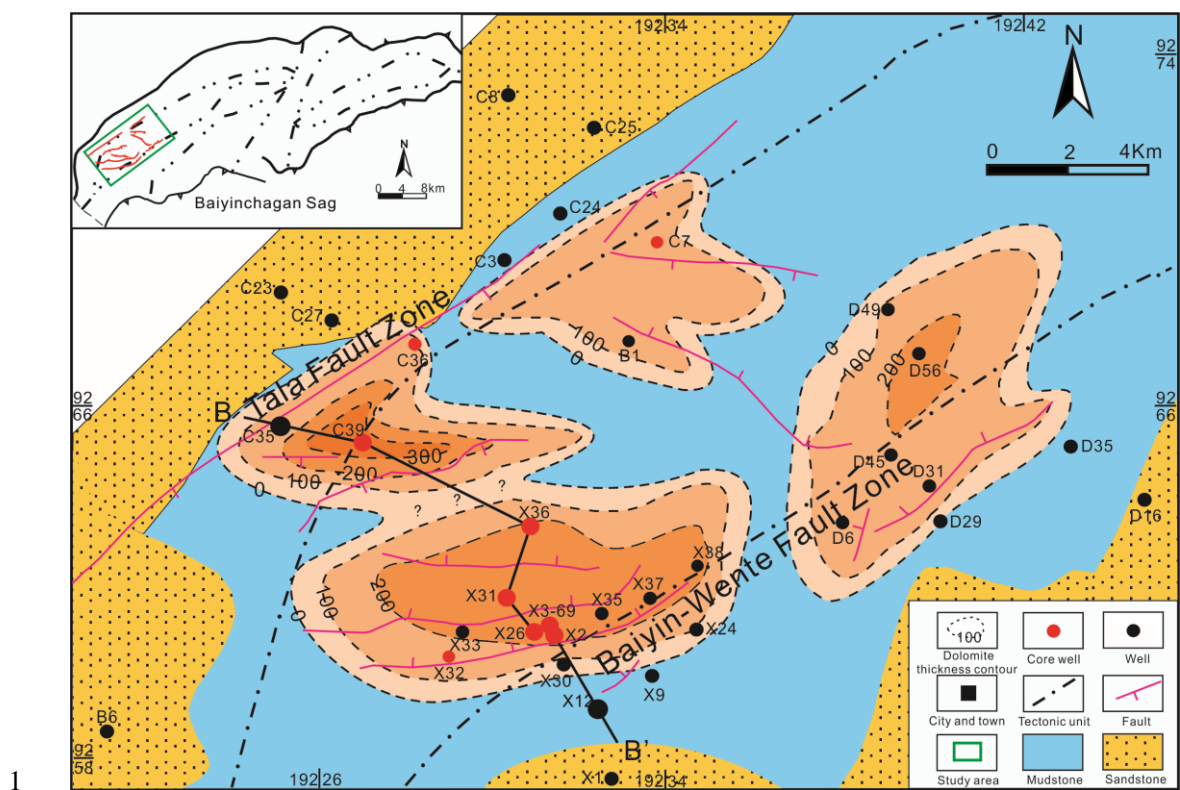 192 34
192 42
N
92
74
C8
C25
N
0 4 8km
Baiyinchagan Sag
0 2 4Km
C24
C7
C3
C23
C27
Tala Fault Zone
C36
100
0
B1
D49
0
100
200
D56
92
66
92
66
B
C35
C39
300
200
100
0
?
?
?
D45
D31
D35
D16
D29
D6
X36
X38
X37
X35
X31
X3-69
X26
X2
X24
X33
X32
X30
X9
X12
200
100
0
Baiyin-Wente Fault Zone
B6
92
58
B'
X1
192 26
192 34
100
Dolomite
thickness contour
Core well
Well
City and town
Tectonic unit
Fault
Study area
Mudstone
Sandstone
1